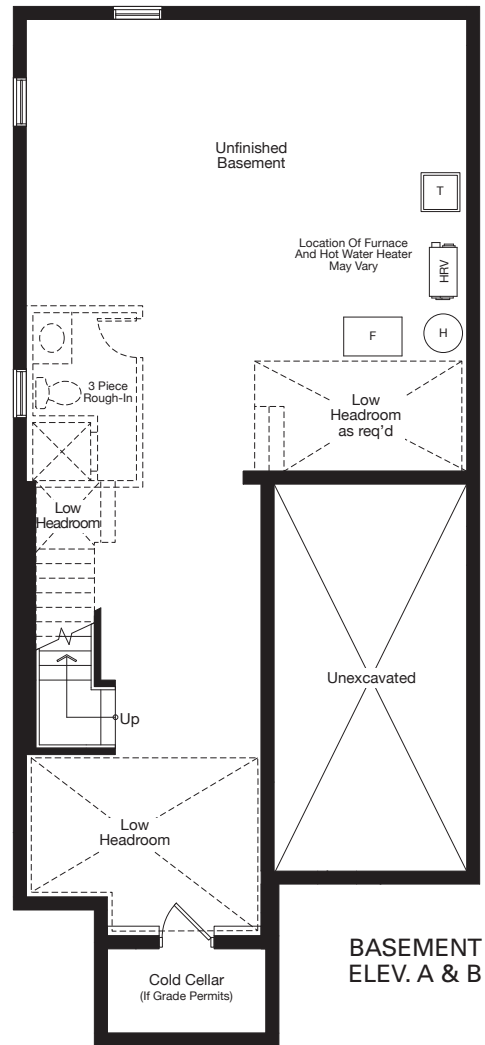 Unfinished
Basement
T
Location Of Furnace
And Hot Water Heater
May Vary
HRV
F
H
3 Piece
Rough-In
Low
Headroom
as req'd
Low
Headroom
Unexcavated
Up
Low
Headroom
Cold Cellar
(If Grade Permits)
BASEMENT
ELEV. A & B